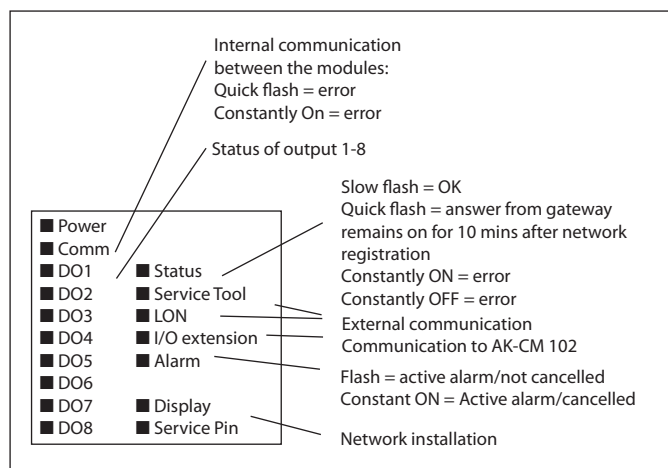 Internal communication
between the modules:
Quick flash = error
Constantly On = error
Status of output 1-8
Slow flash = OK
Quick flash = answer from gateway
remains on for 10 mins after network
registration
Constantly ON = error
Constantly OFF = error
External communication
Communication to AK-CM 102
Flash = active alarm/not cancelled
Constant ON = Active alarm/cancelled
Network installation
Power
Comm
DO1
DO2
DO3
DO4
DO5
DO6
DO7
DO8
Status
Service Tool
LON
I/O extension
Alarm
Display
Service Pin